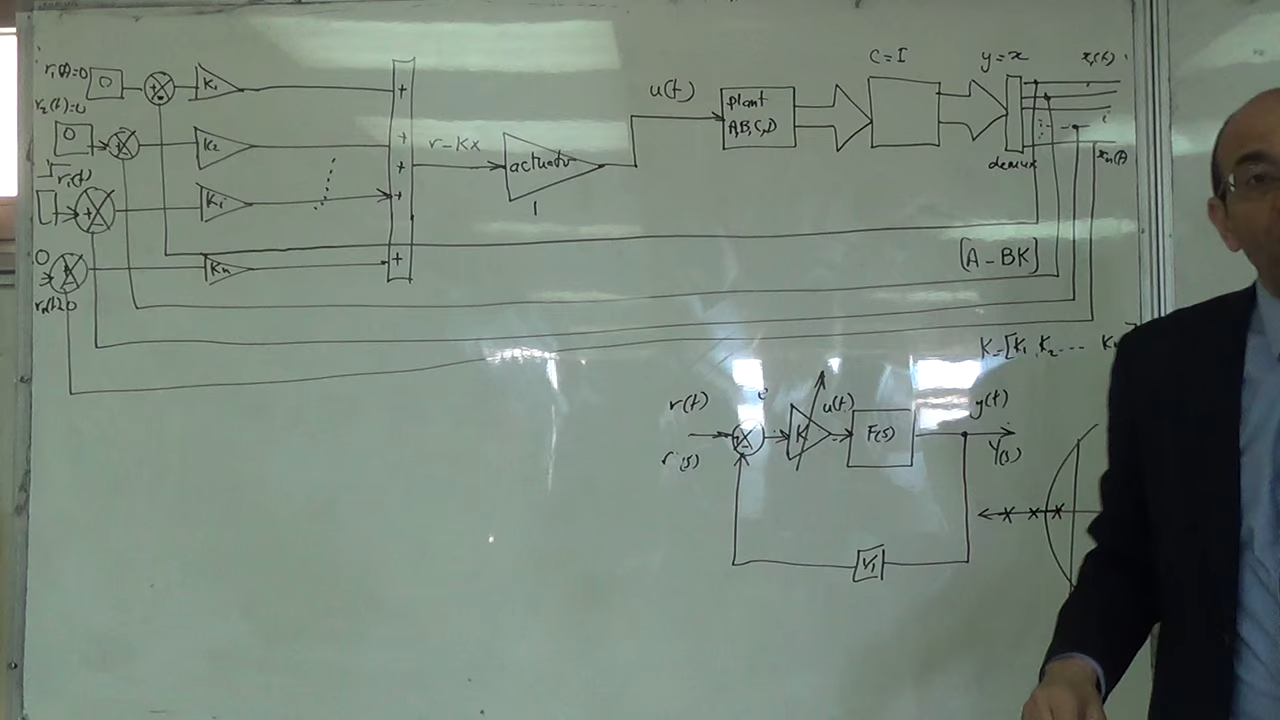 r₁(t)=0
0
K₁
+
r₂(t)=0
0
K₂
+
r - Kx
+
actuator
1
u(t)
plant
A,B,C,D
C = I
y = x
demux
x₁(t)
xₙ(t)
rᵢ(t)
+
Kᵢ
+
0
Kₙ
+
[A - BK]
K=[K₁, K₂ ....
r(t)
r(s)
e
K
u(t)
F(s)
y(t)
Y(s)